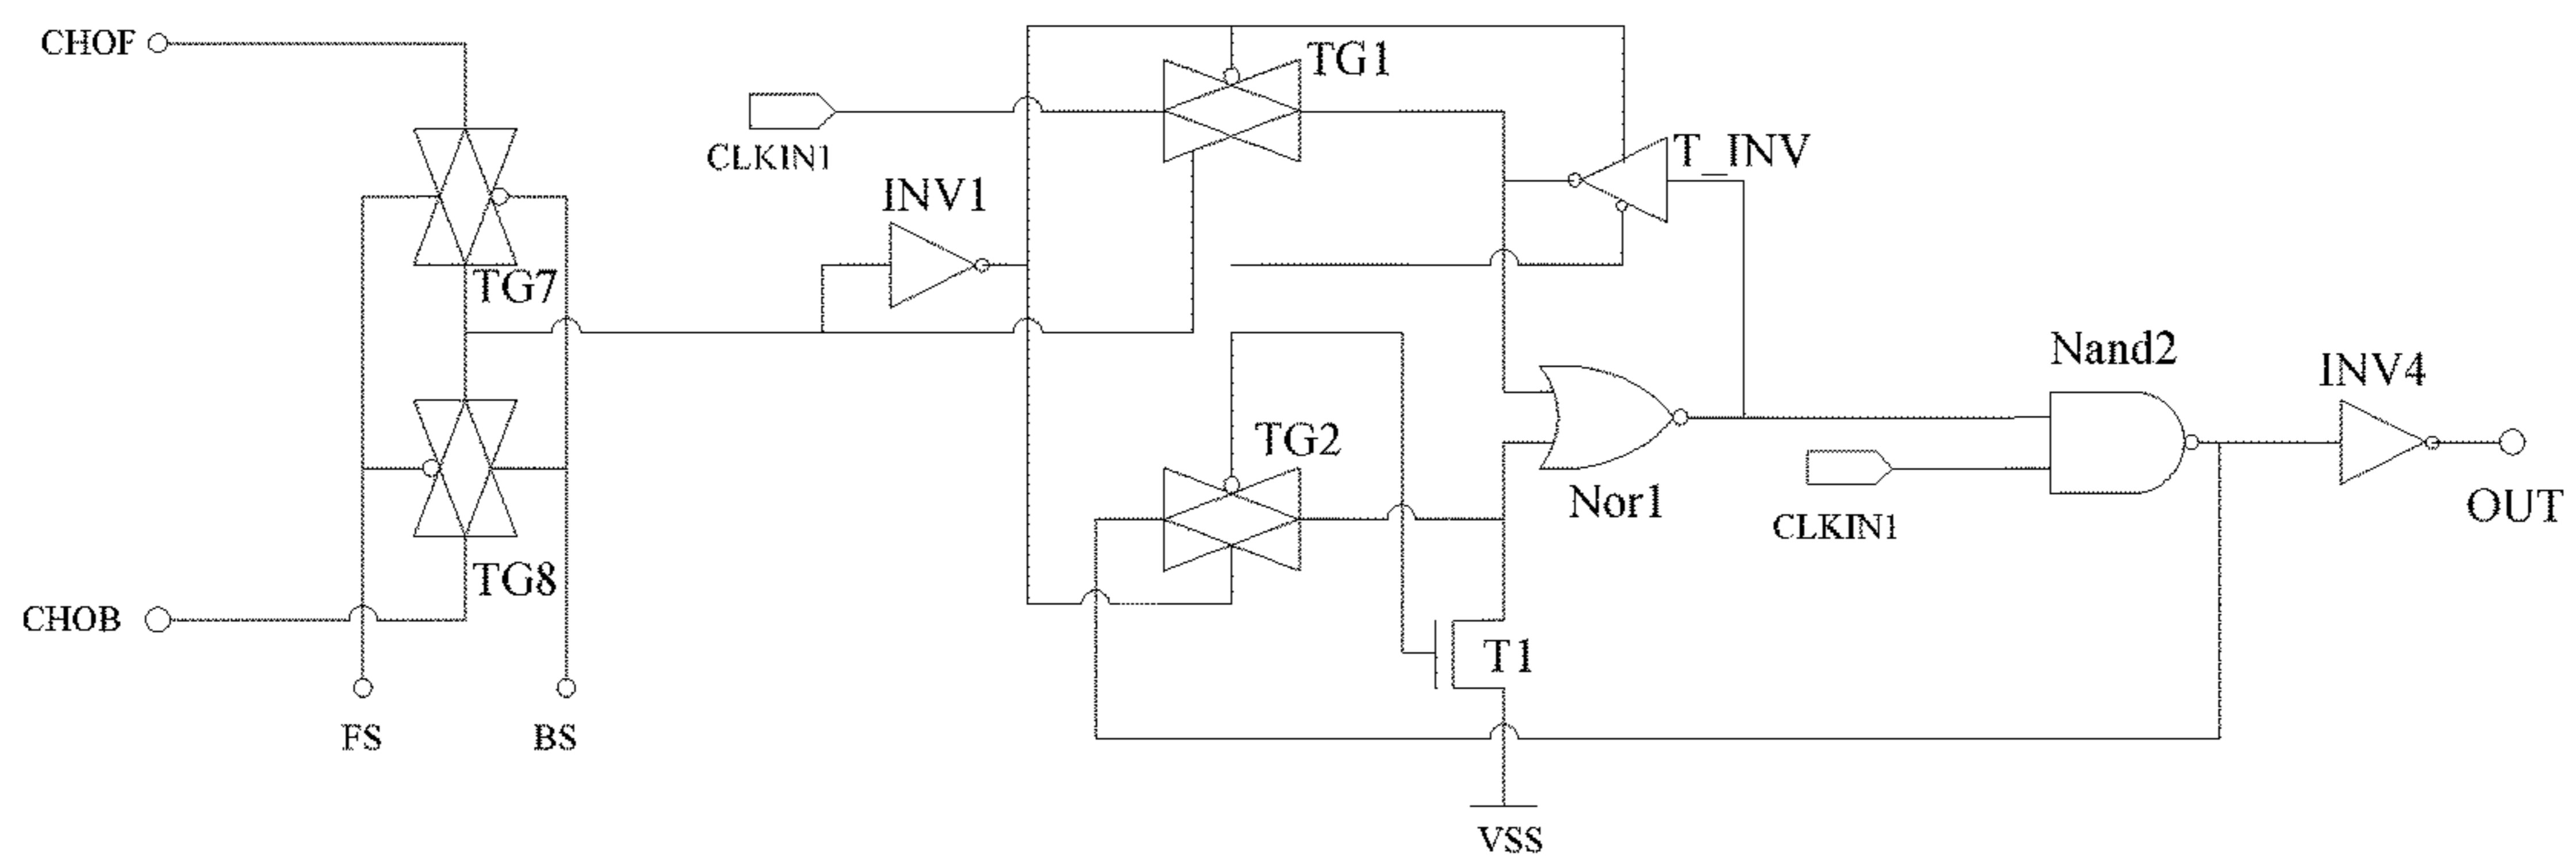 CHOF
TG1
CLKIN1
T_INV
INV1
TG7
Nand2
INV4
TG2
Nor1
OUT
CLKIN1
TG8
CHOB
T1
FS
BS
VSS